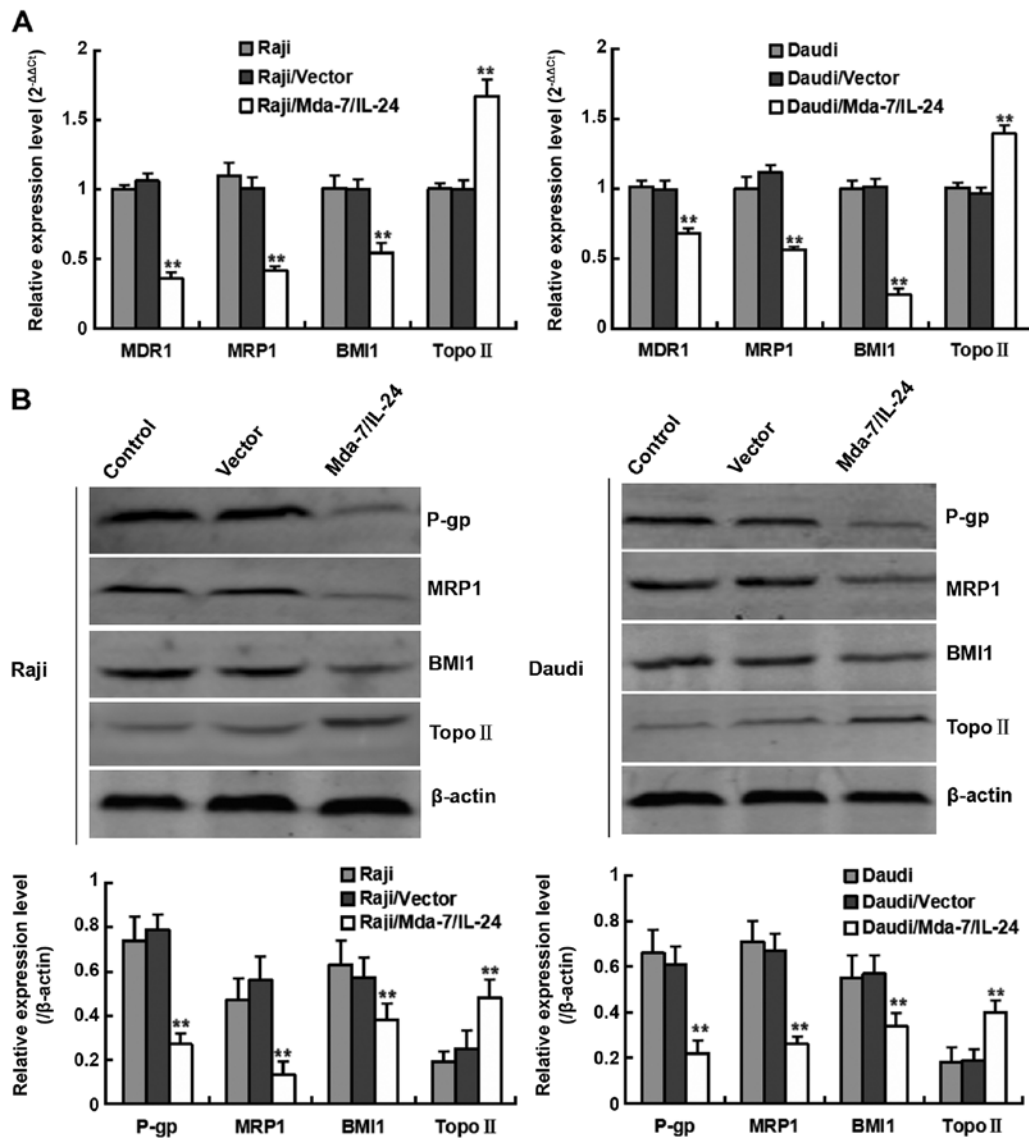 A
Relative expression level (2-ΔΔCt)
2
1.5
1
0.5
0
Raji
Raji/Vector
Raji/Mda-7/IL-24
**
**
**
**
MDR1 MRP1 BMI1 Topo Ⅱ
Relative expression level (2-ΔΔCt)
2
1.5
1
0.5
0
Daudi
Daudi/Vector
Daudi/Mda-7/IL-24
**
**
**
**
MDR1 MRP1 BMI1 Topo Ⅱ
B
Control Vector Mda-7/IL-24
Raji
P-gp
MRP1
BMI1
Topo Ⅱ
β-actin
Control Vector Mda-7/IL-24
Daudi
P-gp
MRP1
BMI1
Topo Ⅱ
β-actin
Relative expression level
(/β-actin)
1
0.8
0.6
0.4
0.2
0
Raji
Raji/Vector
Raji/Mda-7/IL-24
**
**
**
**
P-gp MRP1 BMI1 Topo Ⅱ
Relative expression level
(/β-actin)
1
0.8
0.6
0.4
0.2
0
Daudi
Daudi/Vector
Daudi/Mda-7/IL-24
**
**
**
**
P-gp MRP1 BMI1 Topo Ⅱ